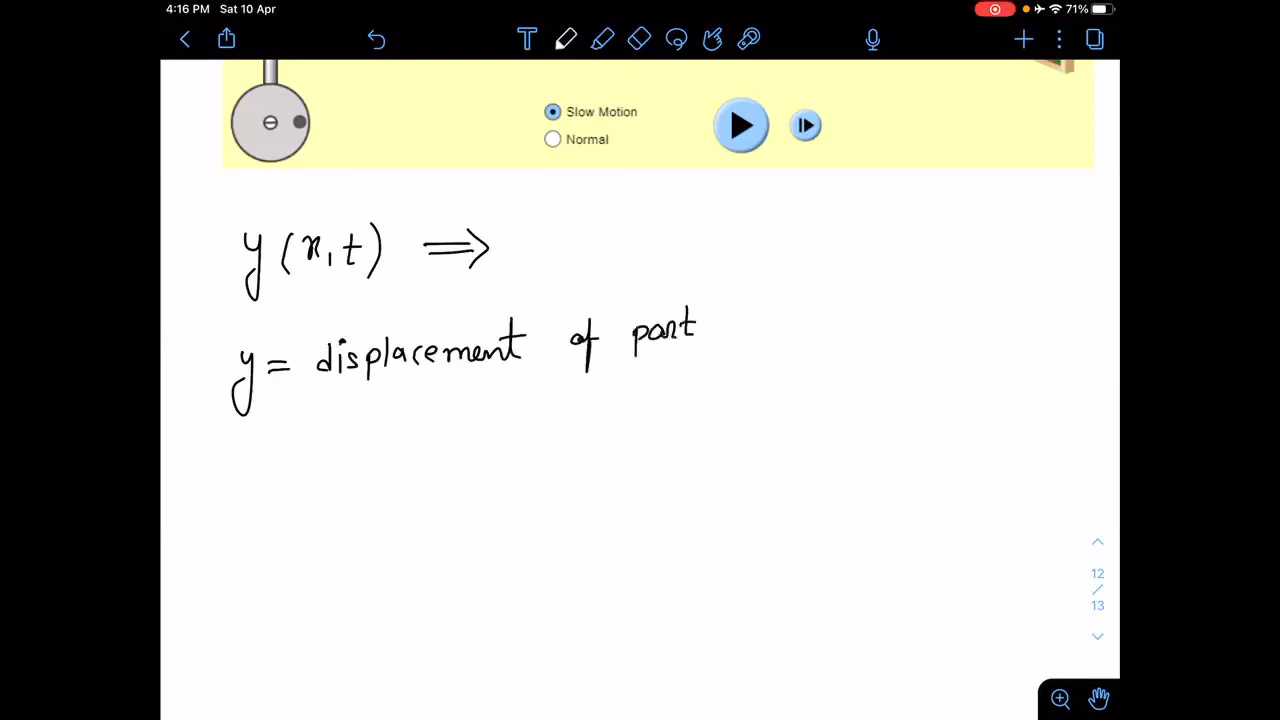 4:16 PM Sat 10 Apr 71%
Slow Motion
Normal
y(x,t) ⇒
y = displacement of part
12
/
13